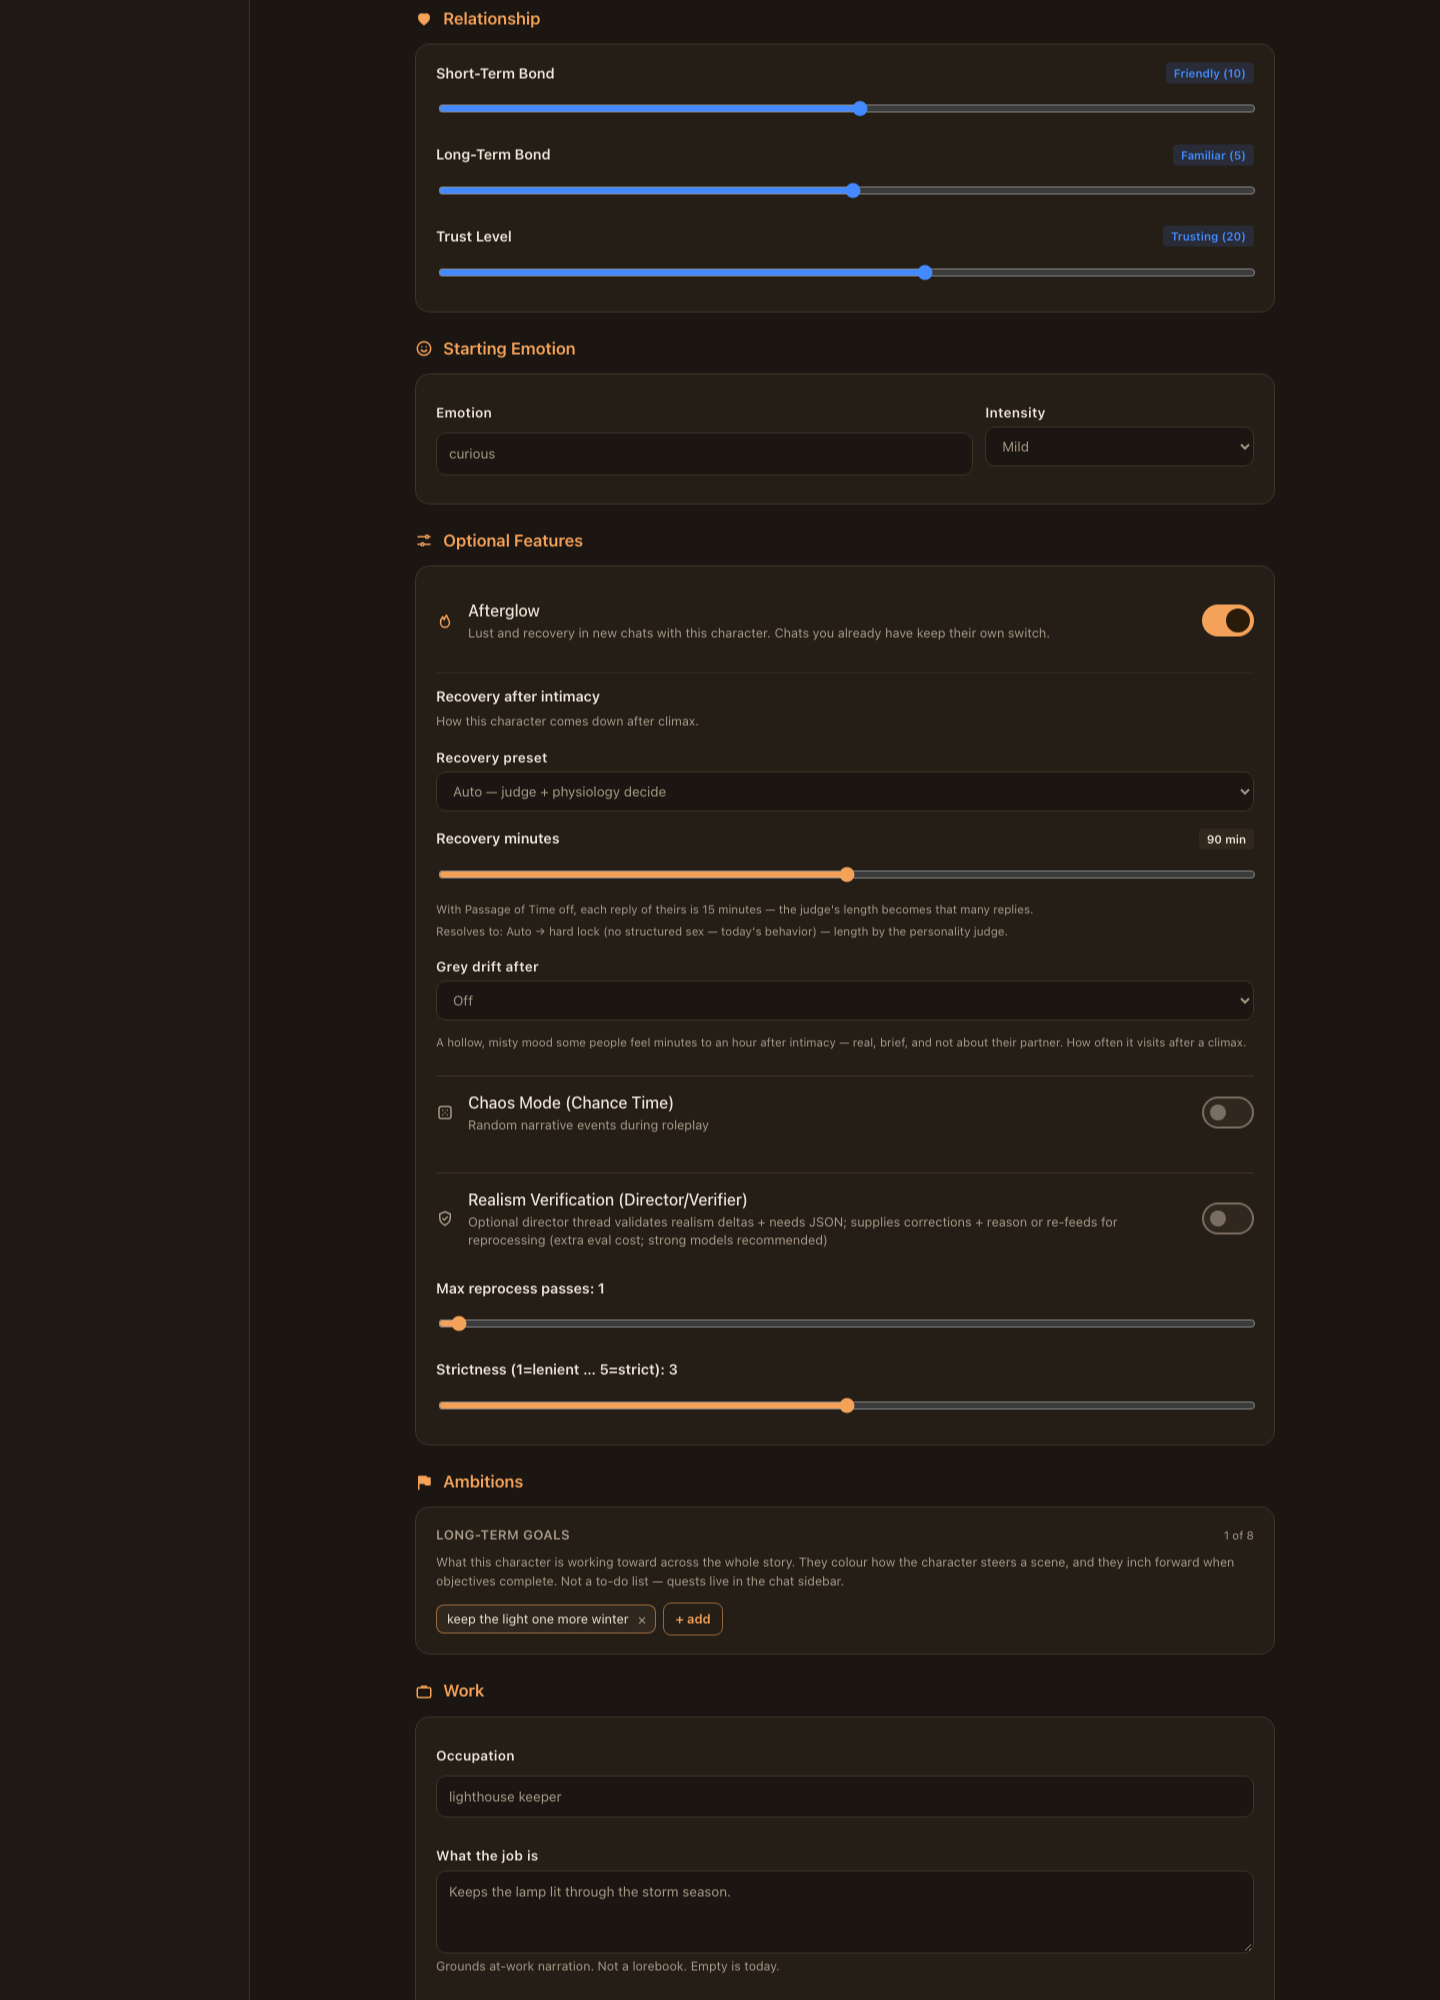 Relationship
Short-Term Bond
Friendly (10)
Long-Term Bond
Familiar (5)
Trust Level
Trusting (20)
Starting Emotion
Emotion
Intensity
curious
Mild
Optional Features
Afterglow
Lust and recovery in new chats with this character. Chats you already have keep their own switch.
Recovery after intimacy
How this character comes down after climax.
Recovery preset
Auto — judge + physiology decide
Recovery minutes
90 min
With Passage of Time off, each reply of theirs is 15 minutes — the judge's length becomes that many replies.
Resolves to: Auto → hard lock (no structured sex — today's behavior) — length by the personality judge.
Grey drift after
Off
A hollow, misty mood some people feel minutes to an hour after intimacy — real, brief, and not about their partner. How often it visits after a climax.
Chaos Mode (Chance Time)
Random narrative events during roleplay
Realism Verification (Director/Verifier)
Optional director thread validates realism deltas + needs JSON; supplies corrections + reason or re-feeds for
reprocessing (extra eval cost; strong models recommended)
Max reprocess passes: 1
Strictness (1=lenient ... 5=strict): 3
Ambitions
LONG-TERM GOALS
1 of 8
What this character is working toward across the whole story. They colour how the character steers a scene, and they inch forward when
objectives complete. Not a to-do list — quests live in the chat sidebar.
keep the light one more winter ×
+ add
Work
Occupation
lighthouse keeper
What the job is
Keeps the lamp lit through the storm season.
Grounds at-work narration. Not a lorebook. Empty is today.